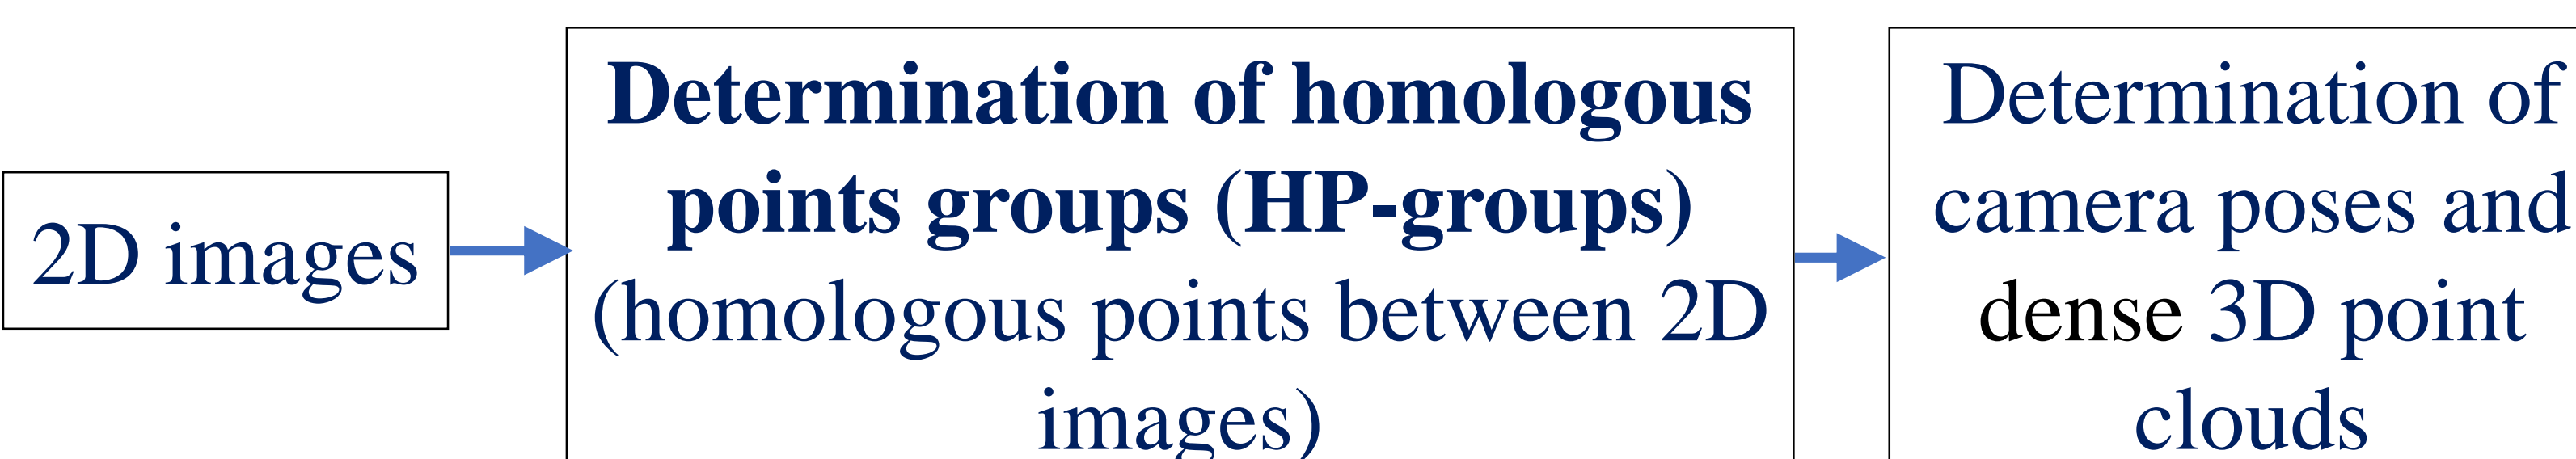 2D images
Determination of homologous
points groups (HP-groups)
(homologous points between 2D
images)
Determination of
camera poses and
dense 3D point
clouds